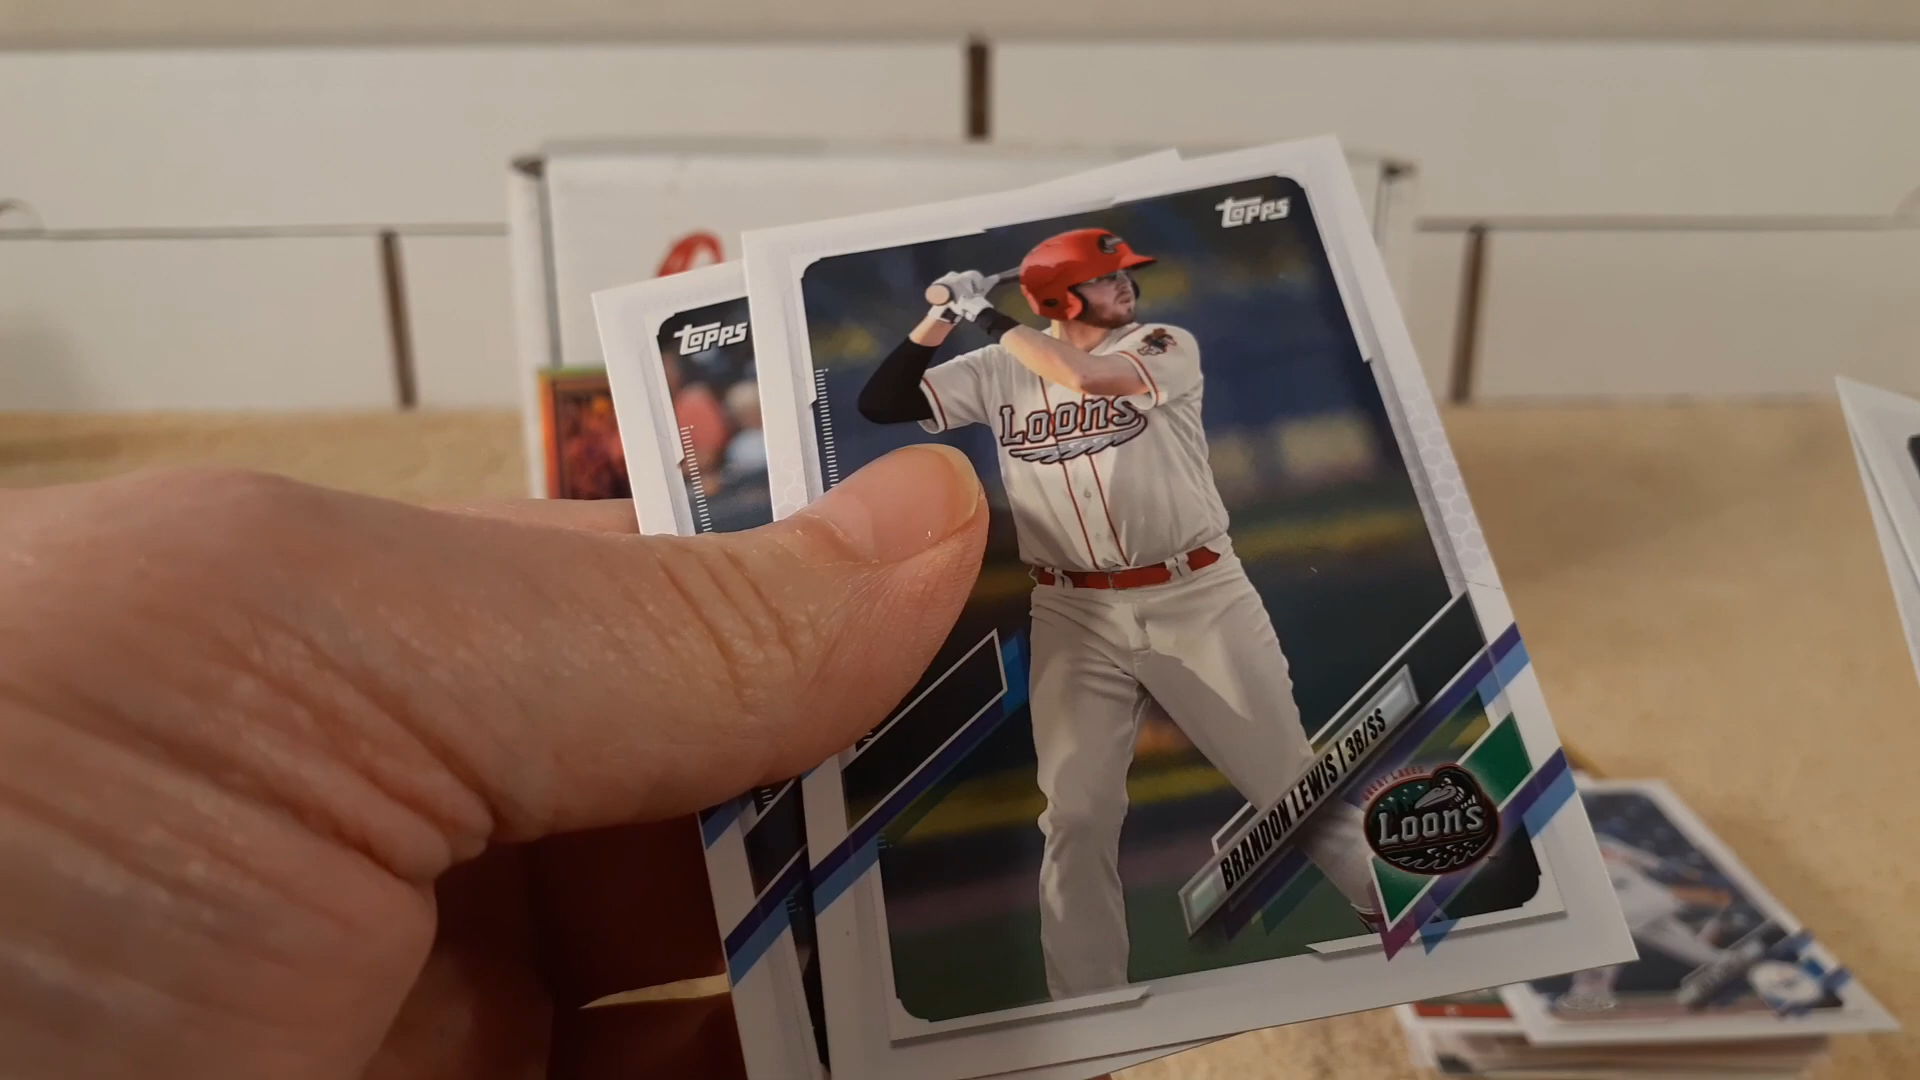 TOPPS
TOPPS
Loons
BRANDON LEWIS | 3B/SS
GREAT LAKES
Loons